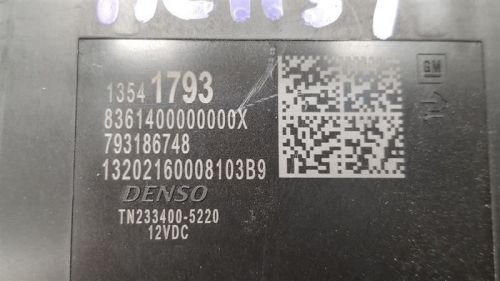 1354 1793
8361400000000X
793186748
13202160008103B9
DENSO
TN233400-5220
12VDC
GM